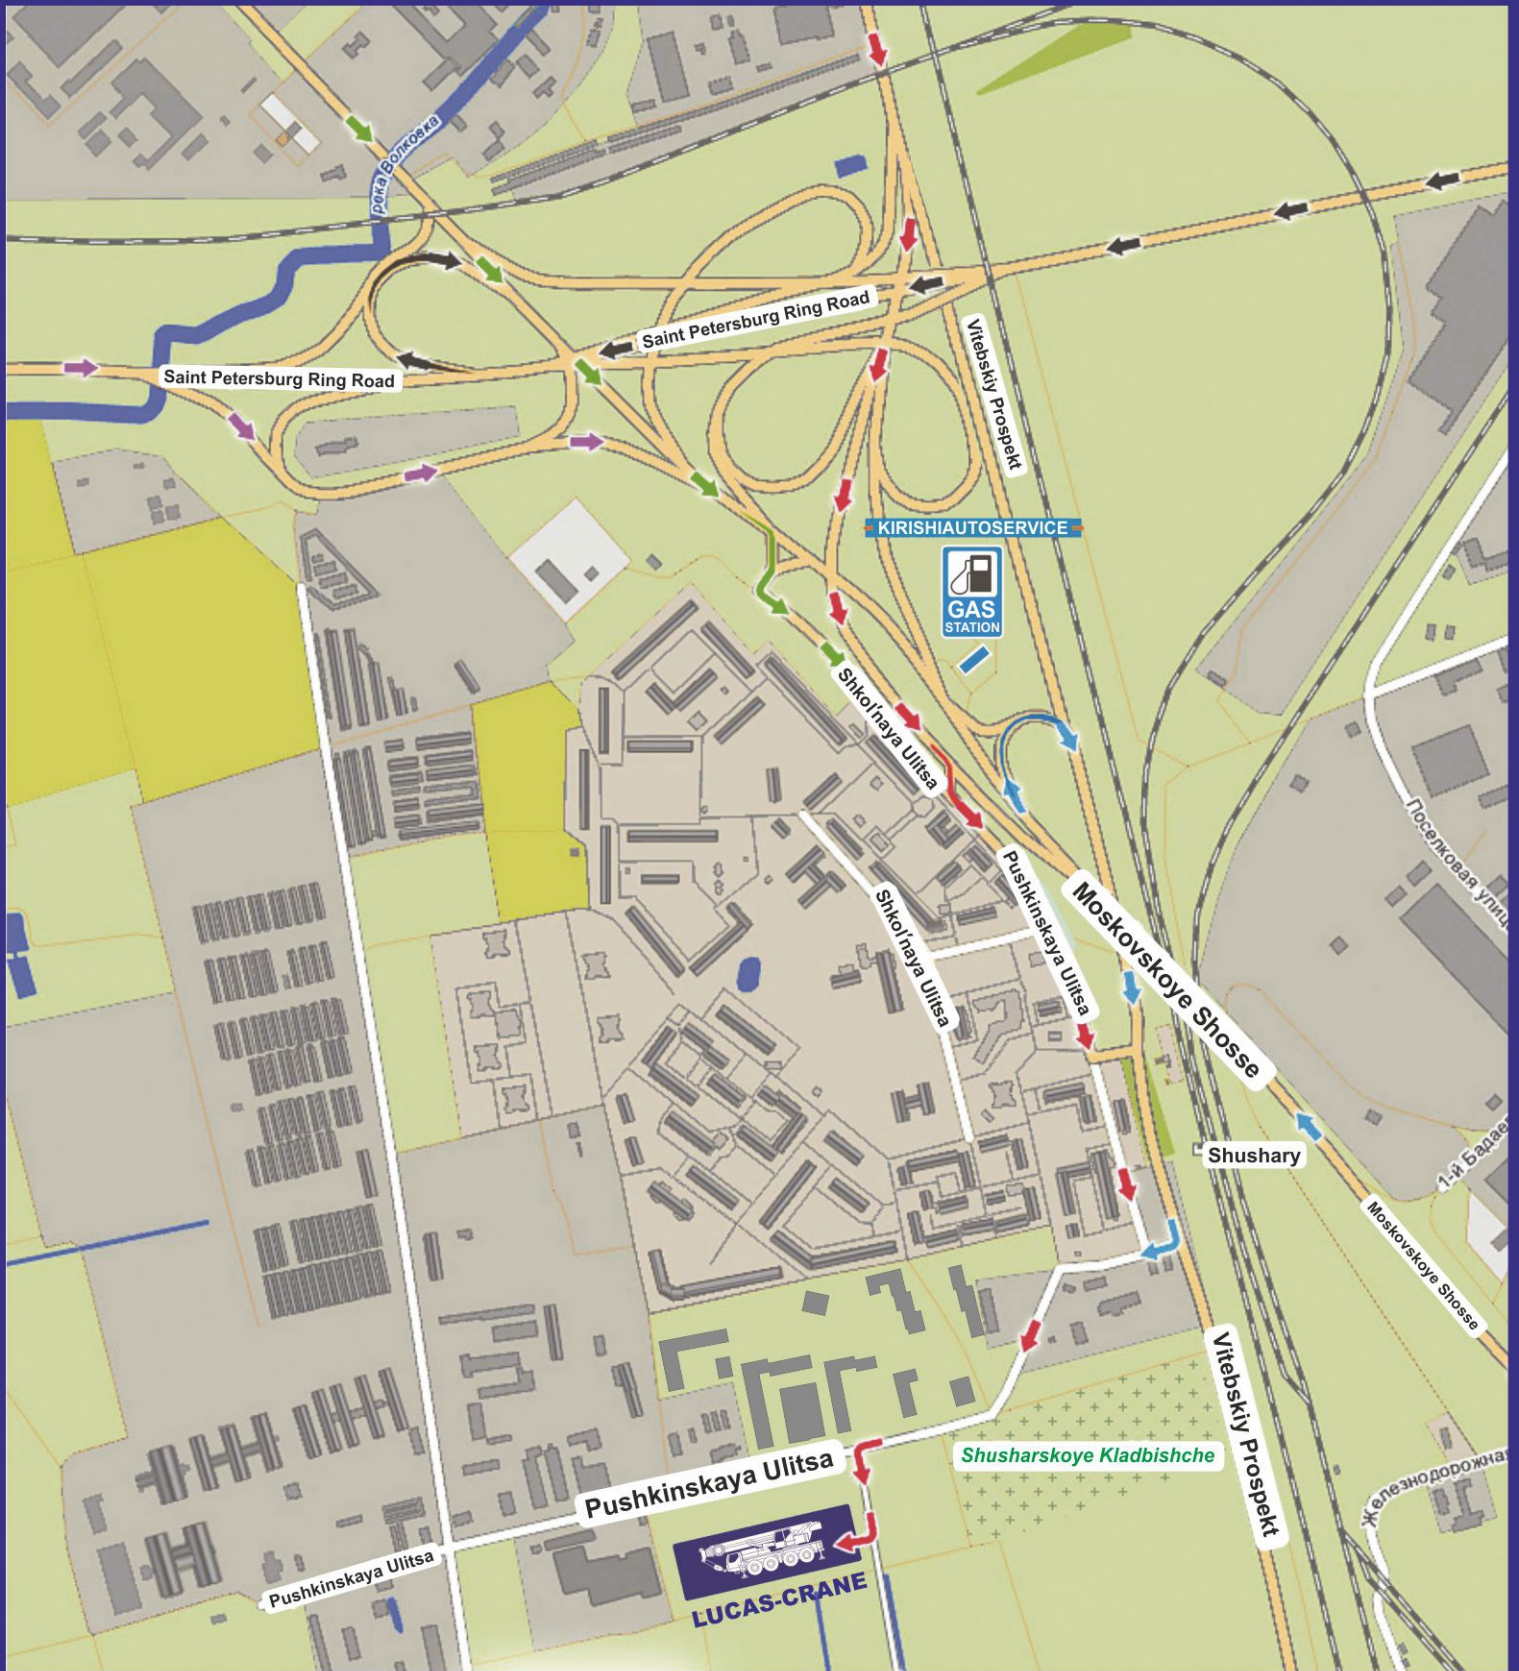 река Волковка
Saint Petersburg Ring Road
Vitebskiy Prospekt
Saint Petersburg Ring Road
KIRISHIAUTOSERVICE
GAS
STATION
Shkol'naya Ulitsa
Поселковая улица
Pushkinskaya Ulitsa
Moskovskoye Shosse
Shkol'naya Ulitsa
Shushary
1-й Бадаев
Moskovskoye Shosse
Vitebskiy Prospekt
Shusharskoye Kladbishche
Pushkinskaya Ulitsa
Железнодорожная
Pushkinskaya Ulitsa
LUCAS-CRANE